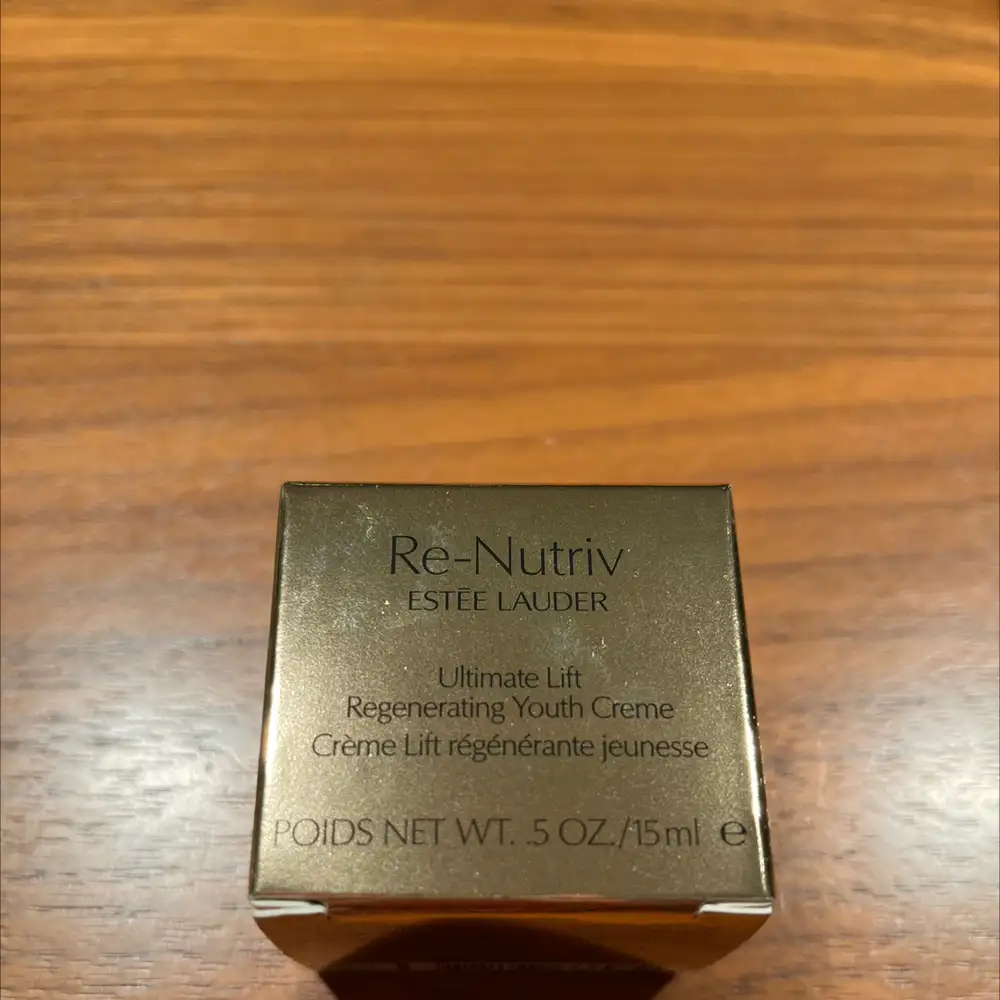 Re-Nutriv
ESTĒE LAUDER
Ultimate Lift
Regenerating Youth Creme
Crème Lift régénérante jeunesse
POIDS NET WT. .5 OZ./15ml e